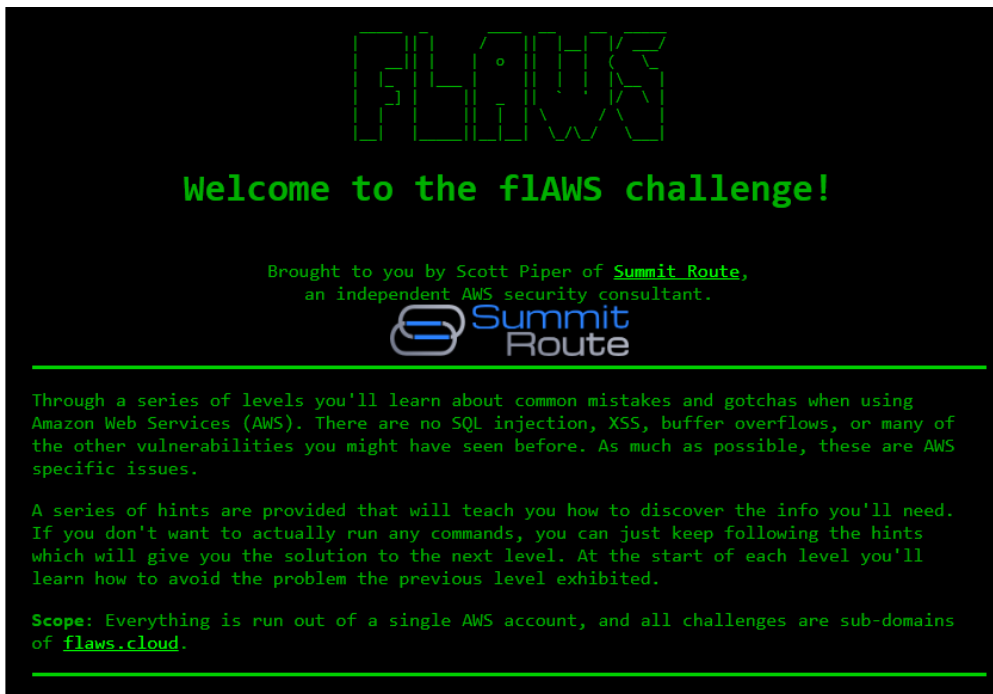 FLAWS
Welcome to the flAWS challenge!
Brought to you by Scott Piper of Summit Route,
an independent AWS security consultant.
Summit
Route
Through a series of levels you'll learn about common mistakes and gotchas when using
Amazon Web Services (AWS). There are no SQL injection, XSS, buffer overflows, or many of
the other vulnerabilities you might have seen before. As much as possible, these are AWS
specific issues.
A series of hints are provided that will teach you how to discover the info you'll need.
If you don't want to actually run any commands, you can just keep following the hints
which will give you the solution to the next level. At the start of each level you'll
learn how to avoid the problem the previous level exhibited.
Scope: Everything is run out of a single AWS account, and all challenges are sub-domains
of flaws.cloud.